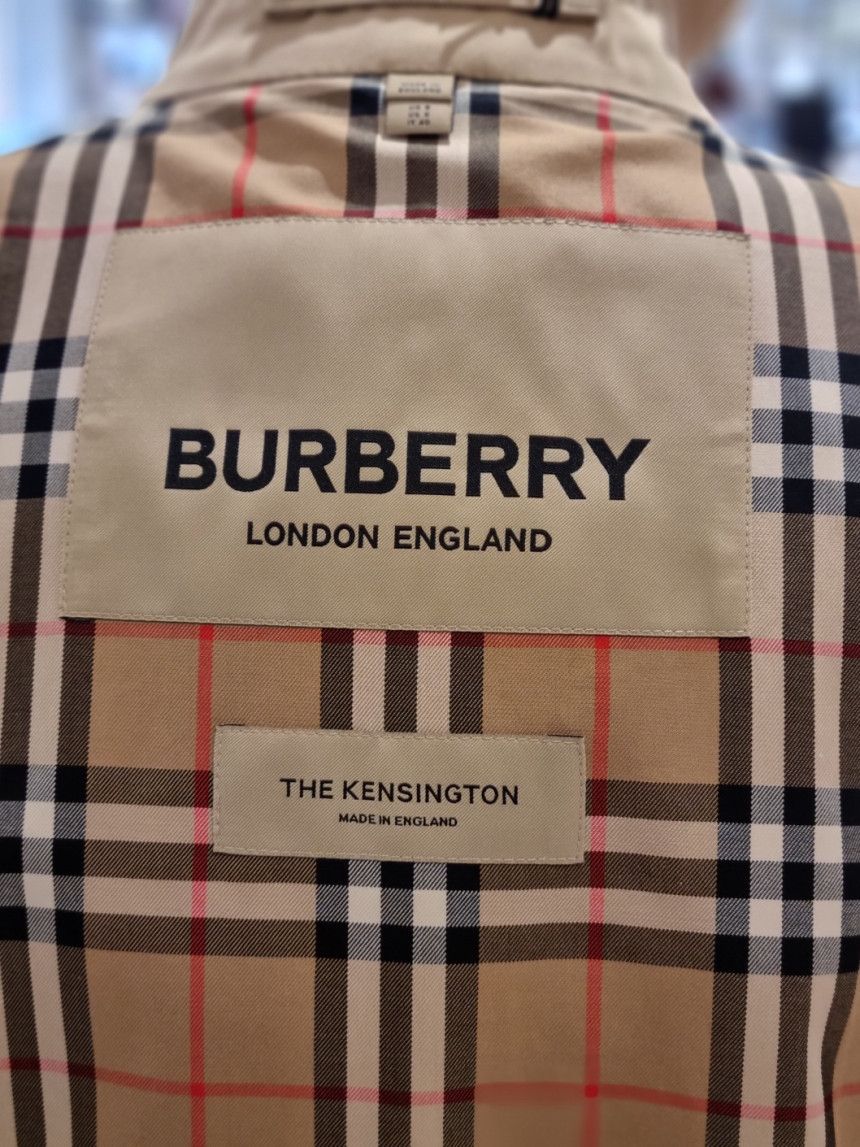 BURBERRY
LONDON ENGLAND
THE KENSINGTON
MADE IN ENGLAND